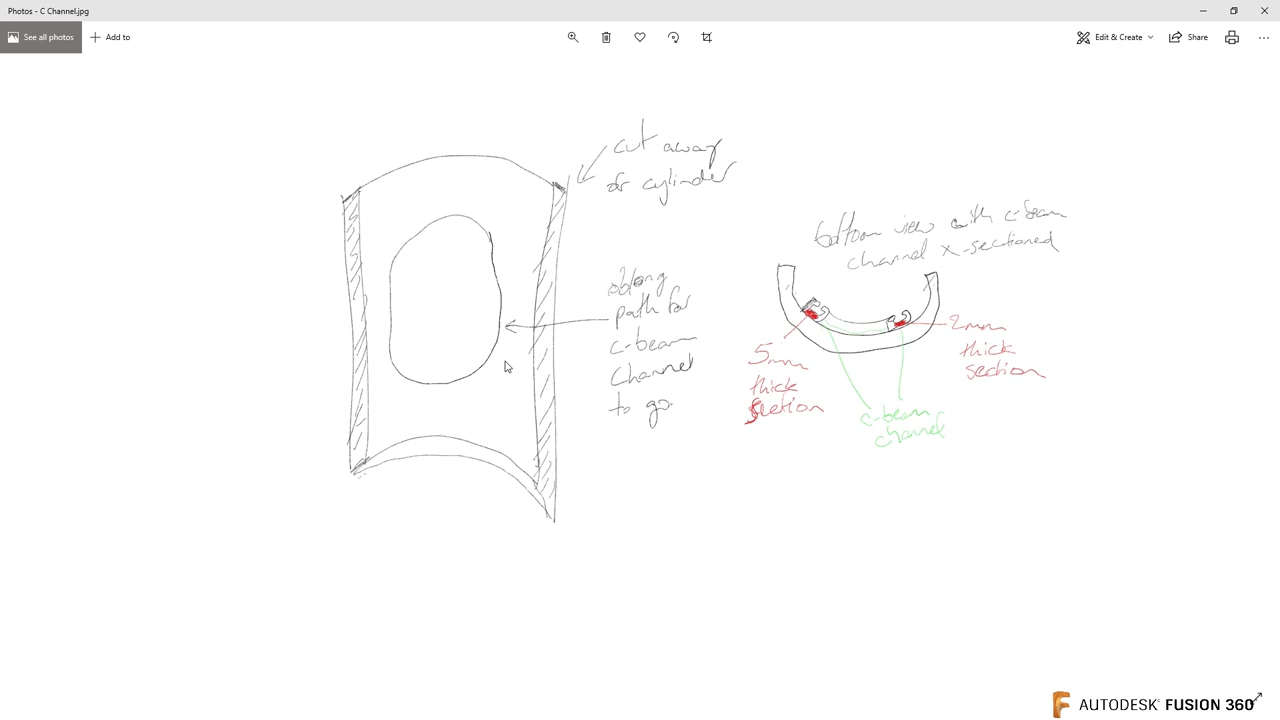 Photos - C Channel.jpg
See all photos
Add to
Edit & Create
Share
cut away
of cylinder
oblong
path for
c-beam
channel
to go.
bottom view with c-beam
channel x-sectioned
5mm
thick
section
2mm
thick
section
c-beam
channel
AUTODESK® FUSION 360